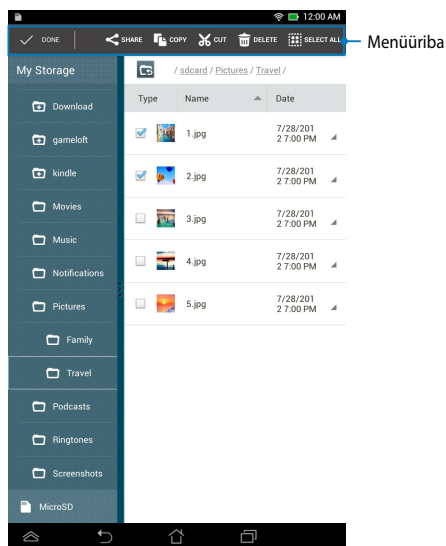 12:00 AM
DONE SHARE COPY CUT DELETE SELECT ALL
Menüüriba
My Storage
/ sdcard / Pictures / Travel /
Type Name Date
Download
gameloft
kindle
Movies
Music
Notifications
Pictures
Family
Travel
Podcasts
Ringtones
Screenshots
MicroSD
1.jpg 7/28/201
2 7:00 PM
2.jpg 7/28/201
2 7:00 PM
3.jpg 7/28/201
2 7:00 PM
4.jpg 7/28/201
2 7:00 PM
5.jpg 7/28/201
2 7:00 PM